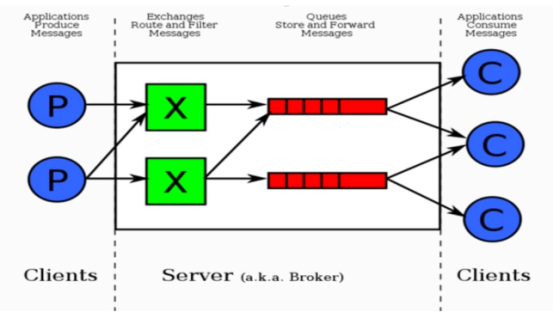 Applications
Produce
Messages
Exchanges
Route and Filter
Messages
Queues
Store and Forward
Messages
Applications
Consume
Messages
P
X
C
C
P
X
C
Clients
Server (a.k.a. Broker)
Clients